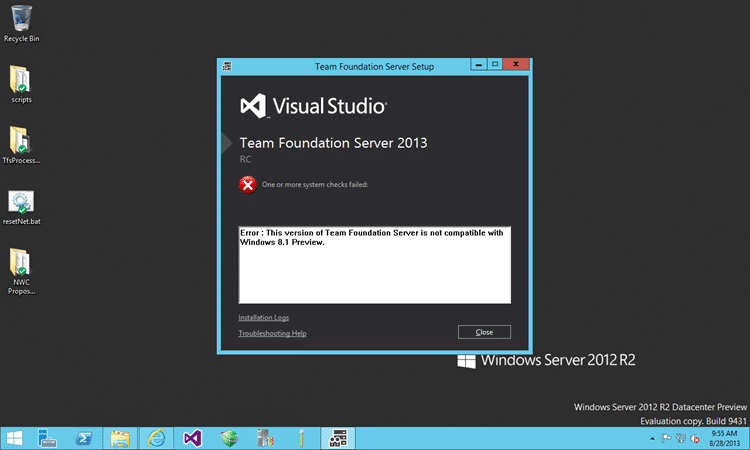 Recycle Bin
scripts
TfsProcess...
resetNet.bat
NWC
Propos...
Team Foundation Server Setup
Visual Studio
Team Foundation Server 2013
RC
One or more system checks failed:
Error : This version of Team Foundation Server is not compatible with
Windows 8.1 Preview.
Installation Logs
Troubleshooting Help
Close
Windows Server 2012 R2
Windows Server 2012 R2 Datacenter Preview
Evaluation copy. Build 9431
9:55 AM
8/28/2013